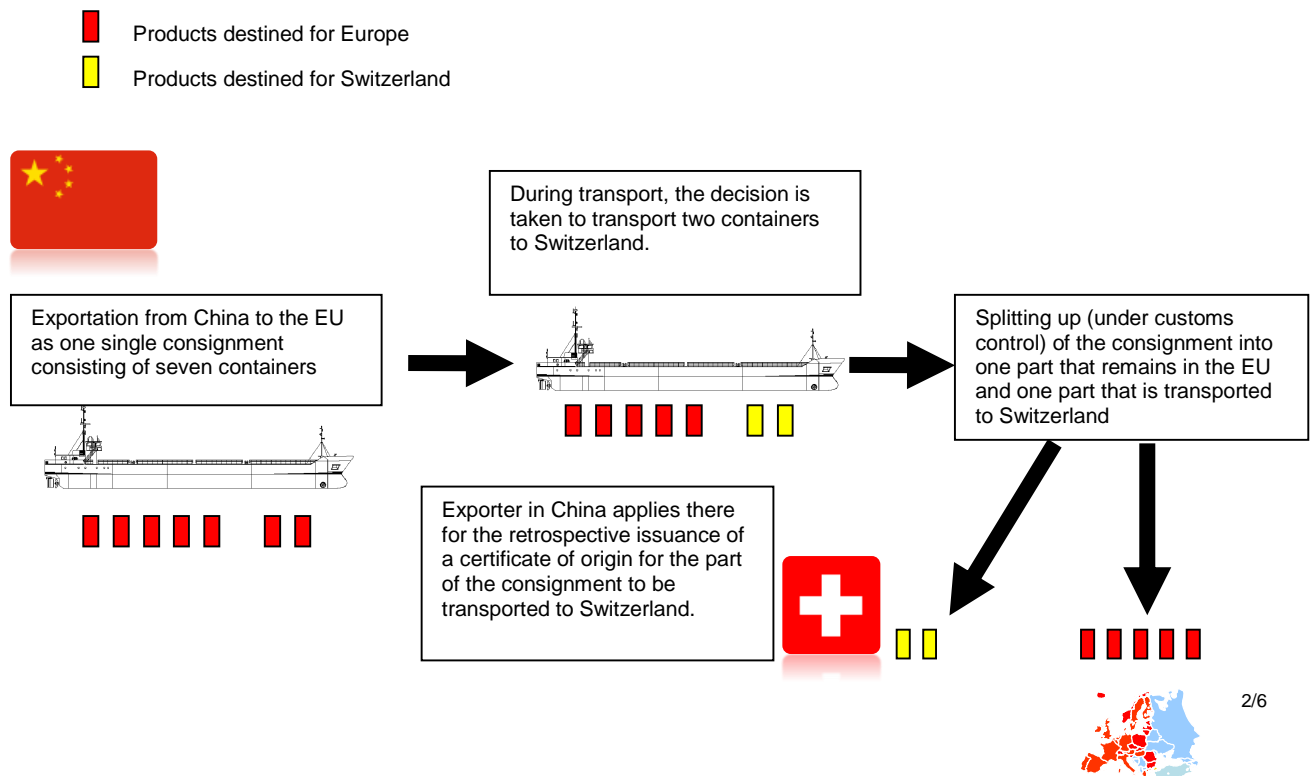 Products destined for Europe
Products destined for Switzerland
During transport, the decision is
taken to transport two containers
to Switzerland.
Exportation from China to the EU
as one single consignment
consisting of seven containers
Splitting up (under customs
control) of the consignment into
one part that remains in the EU
and one part that is transported
to Switzerland
Exporter in China applies there
for the retrospective issuance of
a certificate of origin for the part
of the consignment to be
transported to Switzerland.
2/6